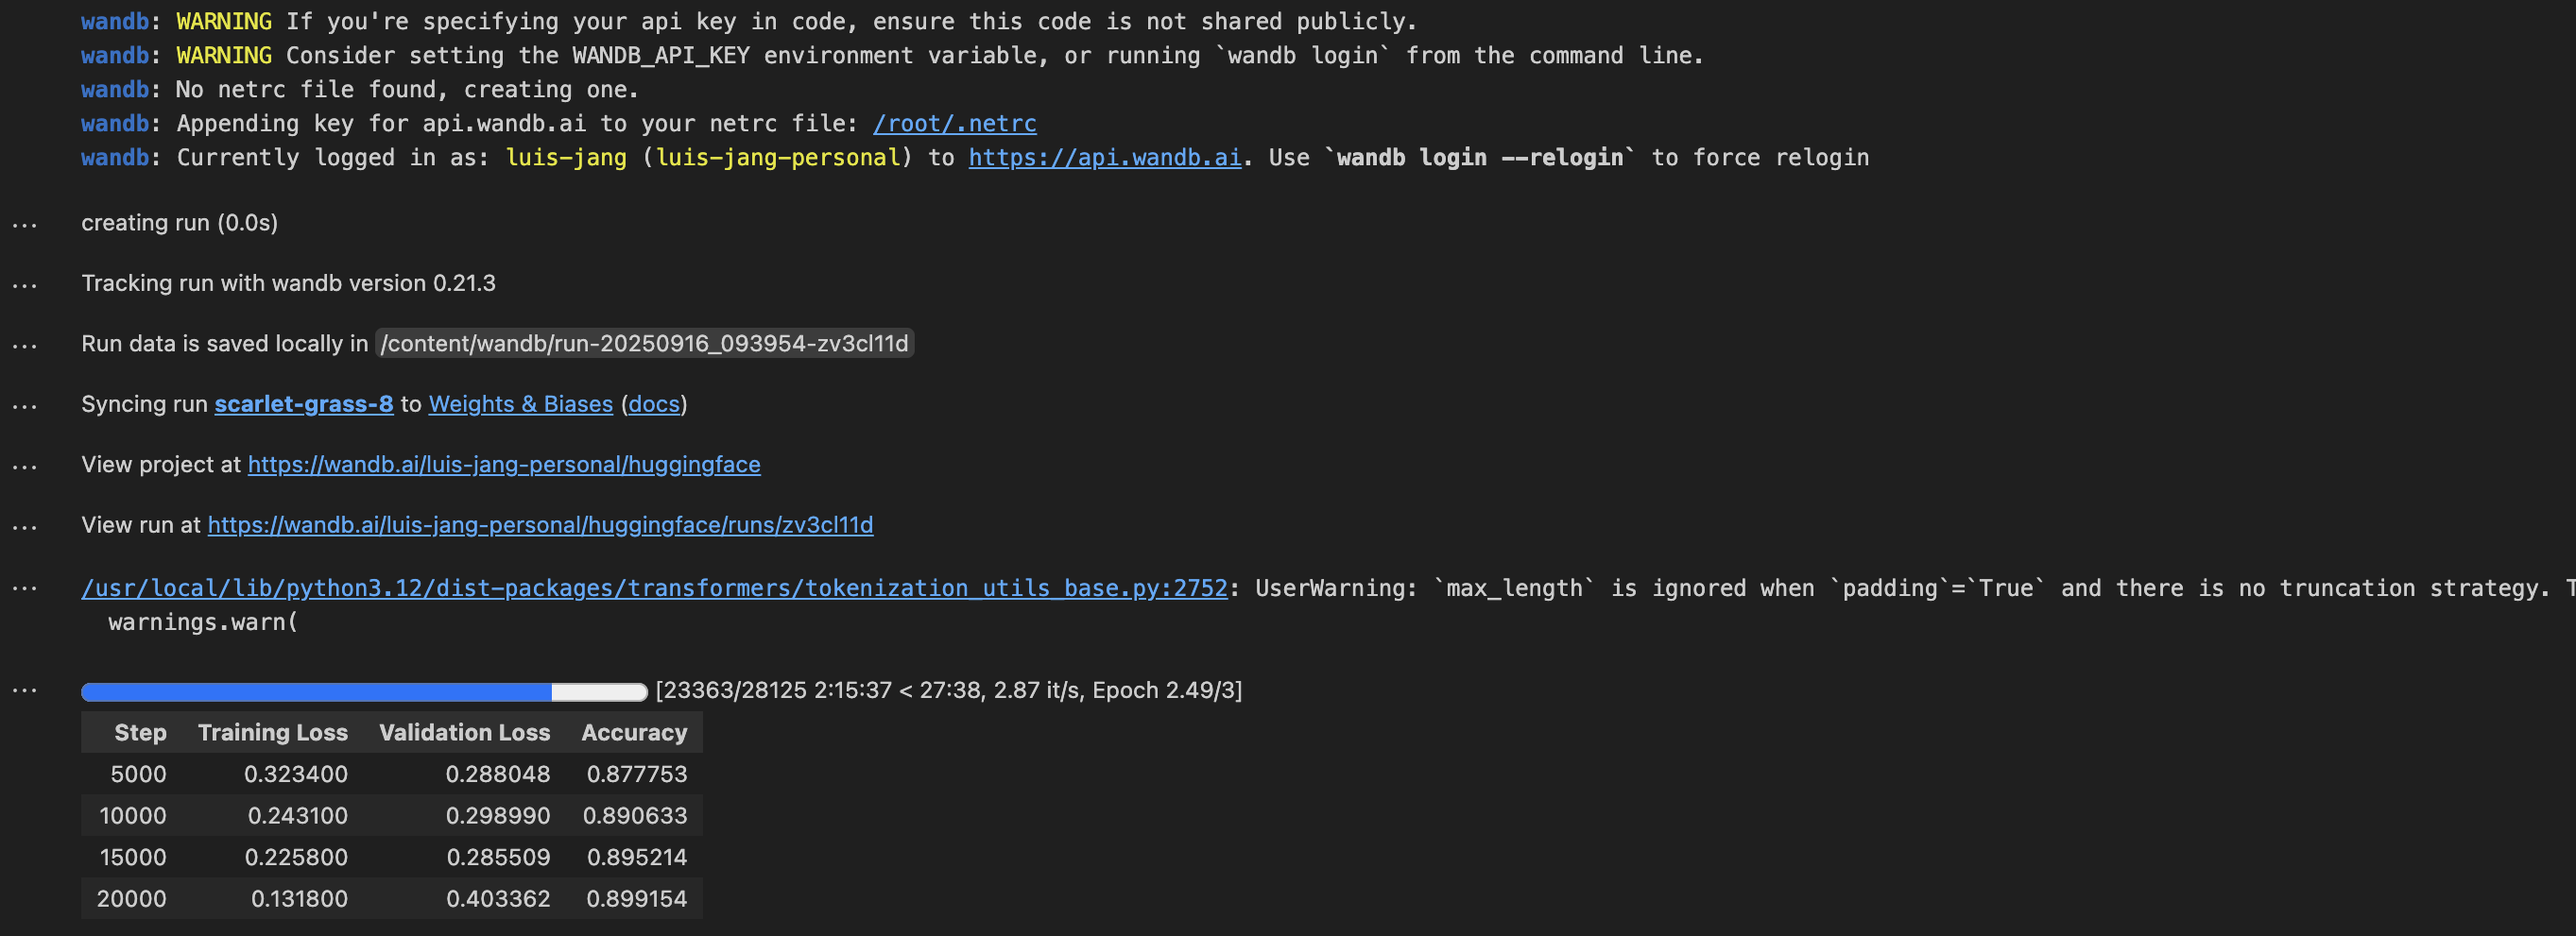 wandb: WARNING If you're specifying your api key in code, ensure this code is not shared publicly.
wandb: WARNING Consider setting the WANDB_API_KEY environment variable, or running `wandb login` from the command line.
wandb: No netrc file found, creating one.
wandb: Appending key for api.wandb.ai to your netrc file: /root/.netrc
wandb: Currently logged in as: luis-jang (luis-jang-personal) to https://api.wandb.ai. Use `wandb login --relogin` to force relogin
... creating run (0.0s)
... Tracking run with wandb version 0.21.3
... Run data is saved locally in /content/wandb/run-20250916_093954-zv3cl11d
... Syncing run scarlet-grass-8 to Weights & Biases (docs)
... View project at https://wandb.ai/luis-jang-personal/huggingface
... View run at https://wandb.ai/luis-jang-personal/huggingface/runs/zv3cl11d
... /usr/local/lib/python3.12/dist-packages/transformers/tokenization_utils_base.py:2752: UserWarning: `max_length` is ignored when `padding`=`True` and there is no truncation strategy. T
warnings.warn(
... [23363/28125 2:15:37 < 27:38, 2.87 it/s, Epoch 2.49/3]
Step Training Loss Validation Loss Accuracy
5000 0.323400 0.288048 0.877753
10000 0.243100 0.298990 0.890633
15000 0.225800 0.285509 0.895214
20000 0.131800 0.403362 0.899154